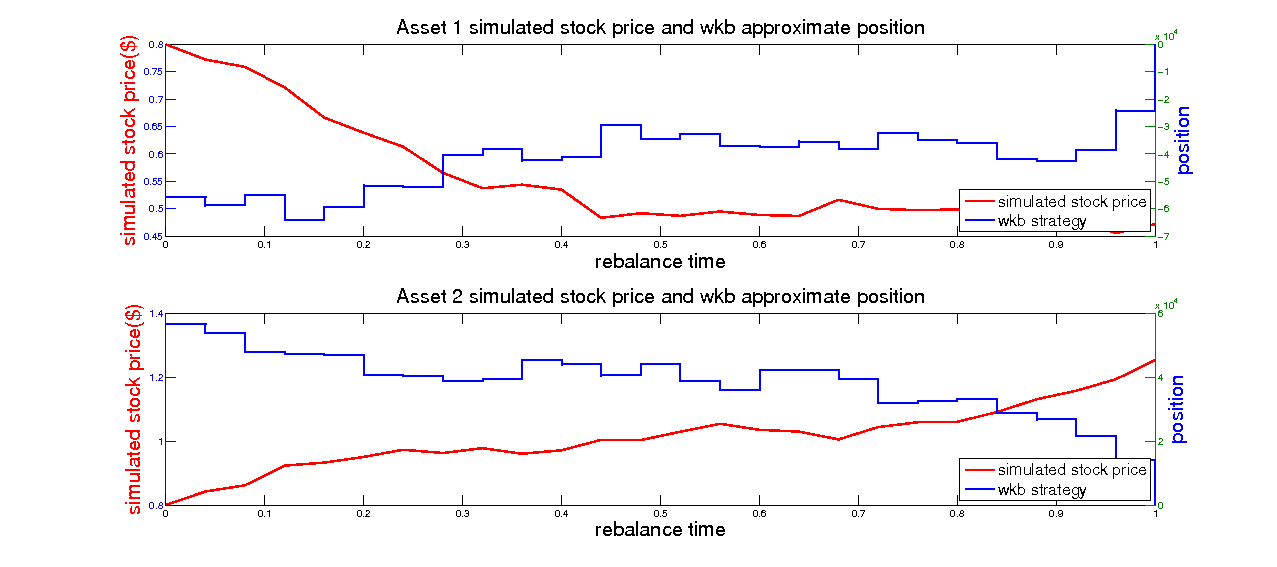 Asset 1 simulated stock price and wkb approximate position
x 10^4
simulated stock price($)
0.8
0.75
0.7
0.65
0.6
0.55
0.5
0.45
0
-1
-2
-3
-4
-5
-6
-7
position
simulated stock price
wkb strategy
0 0.1 0.2 0.3 0.4 0.5 0.6 0.7 0.8 0.9 1
rebalance time
Asset 2 simulated stock price and wkb approximate position
x 10^4
simulated stock price($)
1.4
1.2
1
0.8
6
4
2
0
position
simulated stock price
wkb strategy
0 0.1 0.2 0.3 0.4 0.5 0.6 0.7 0.8 0.9 1
rebalance time